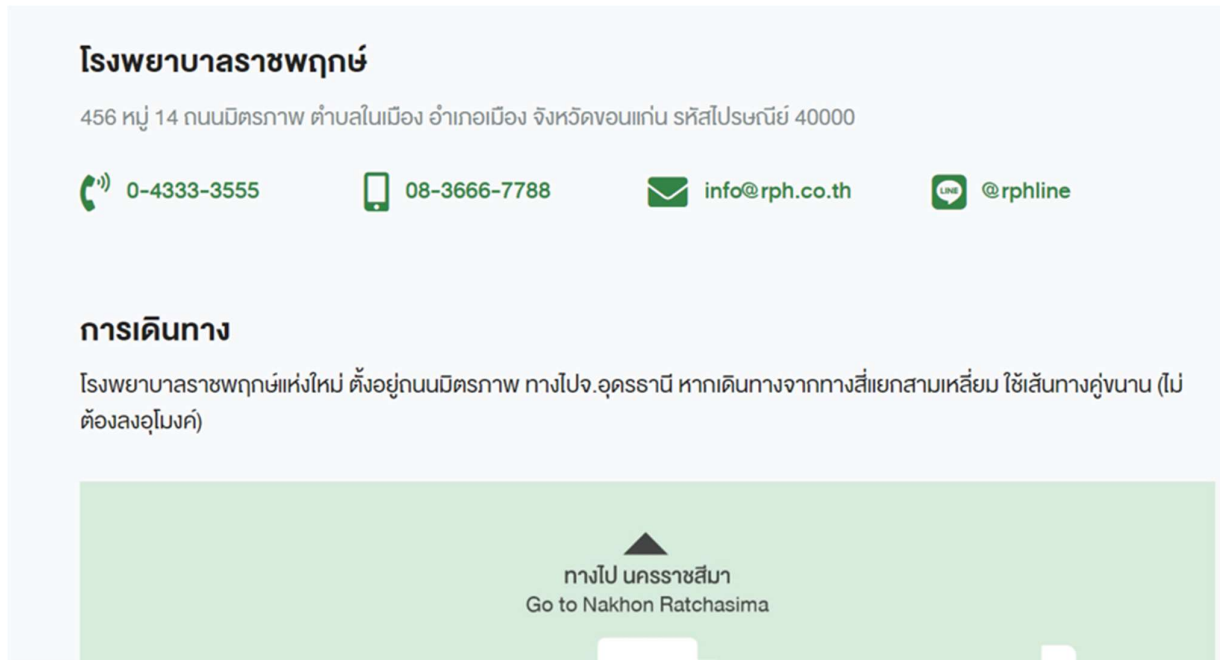 โรงพยาบาลราชพฤกษ์
456 หมู่ 14 ถนนมิตรภาพ ตำบลในเมือง อำเภอเมือง จังหวัดขอนแก่น รหัสไปรษณีย์ 40000
0-4333-3555 08-3666-7788 info@rph.co.th LINE @rphline
การเดินทาง
โรงพยาบาลราชพฤกษ์แห่งใหม่ ตั้งอยู่ถนนมิตรภาพ ทางไปจ.อุดรธานี หากเดินทางจากทางสี่แยกสามเหลี่ยม ใช้เส้นทางคู่ขนาน (ไม่
ต้องลงอุโมงค์)
ทางไป นครราชสีมา
Go to Nakhon Ratchasima